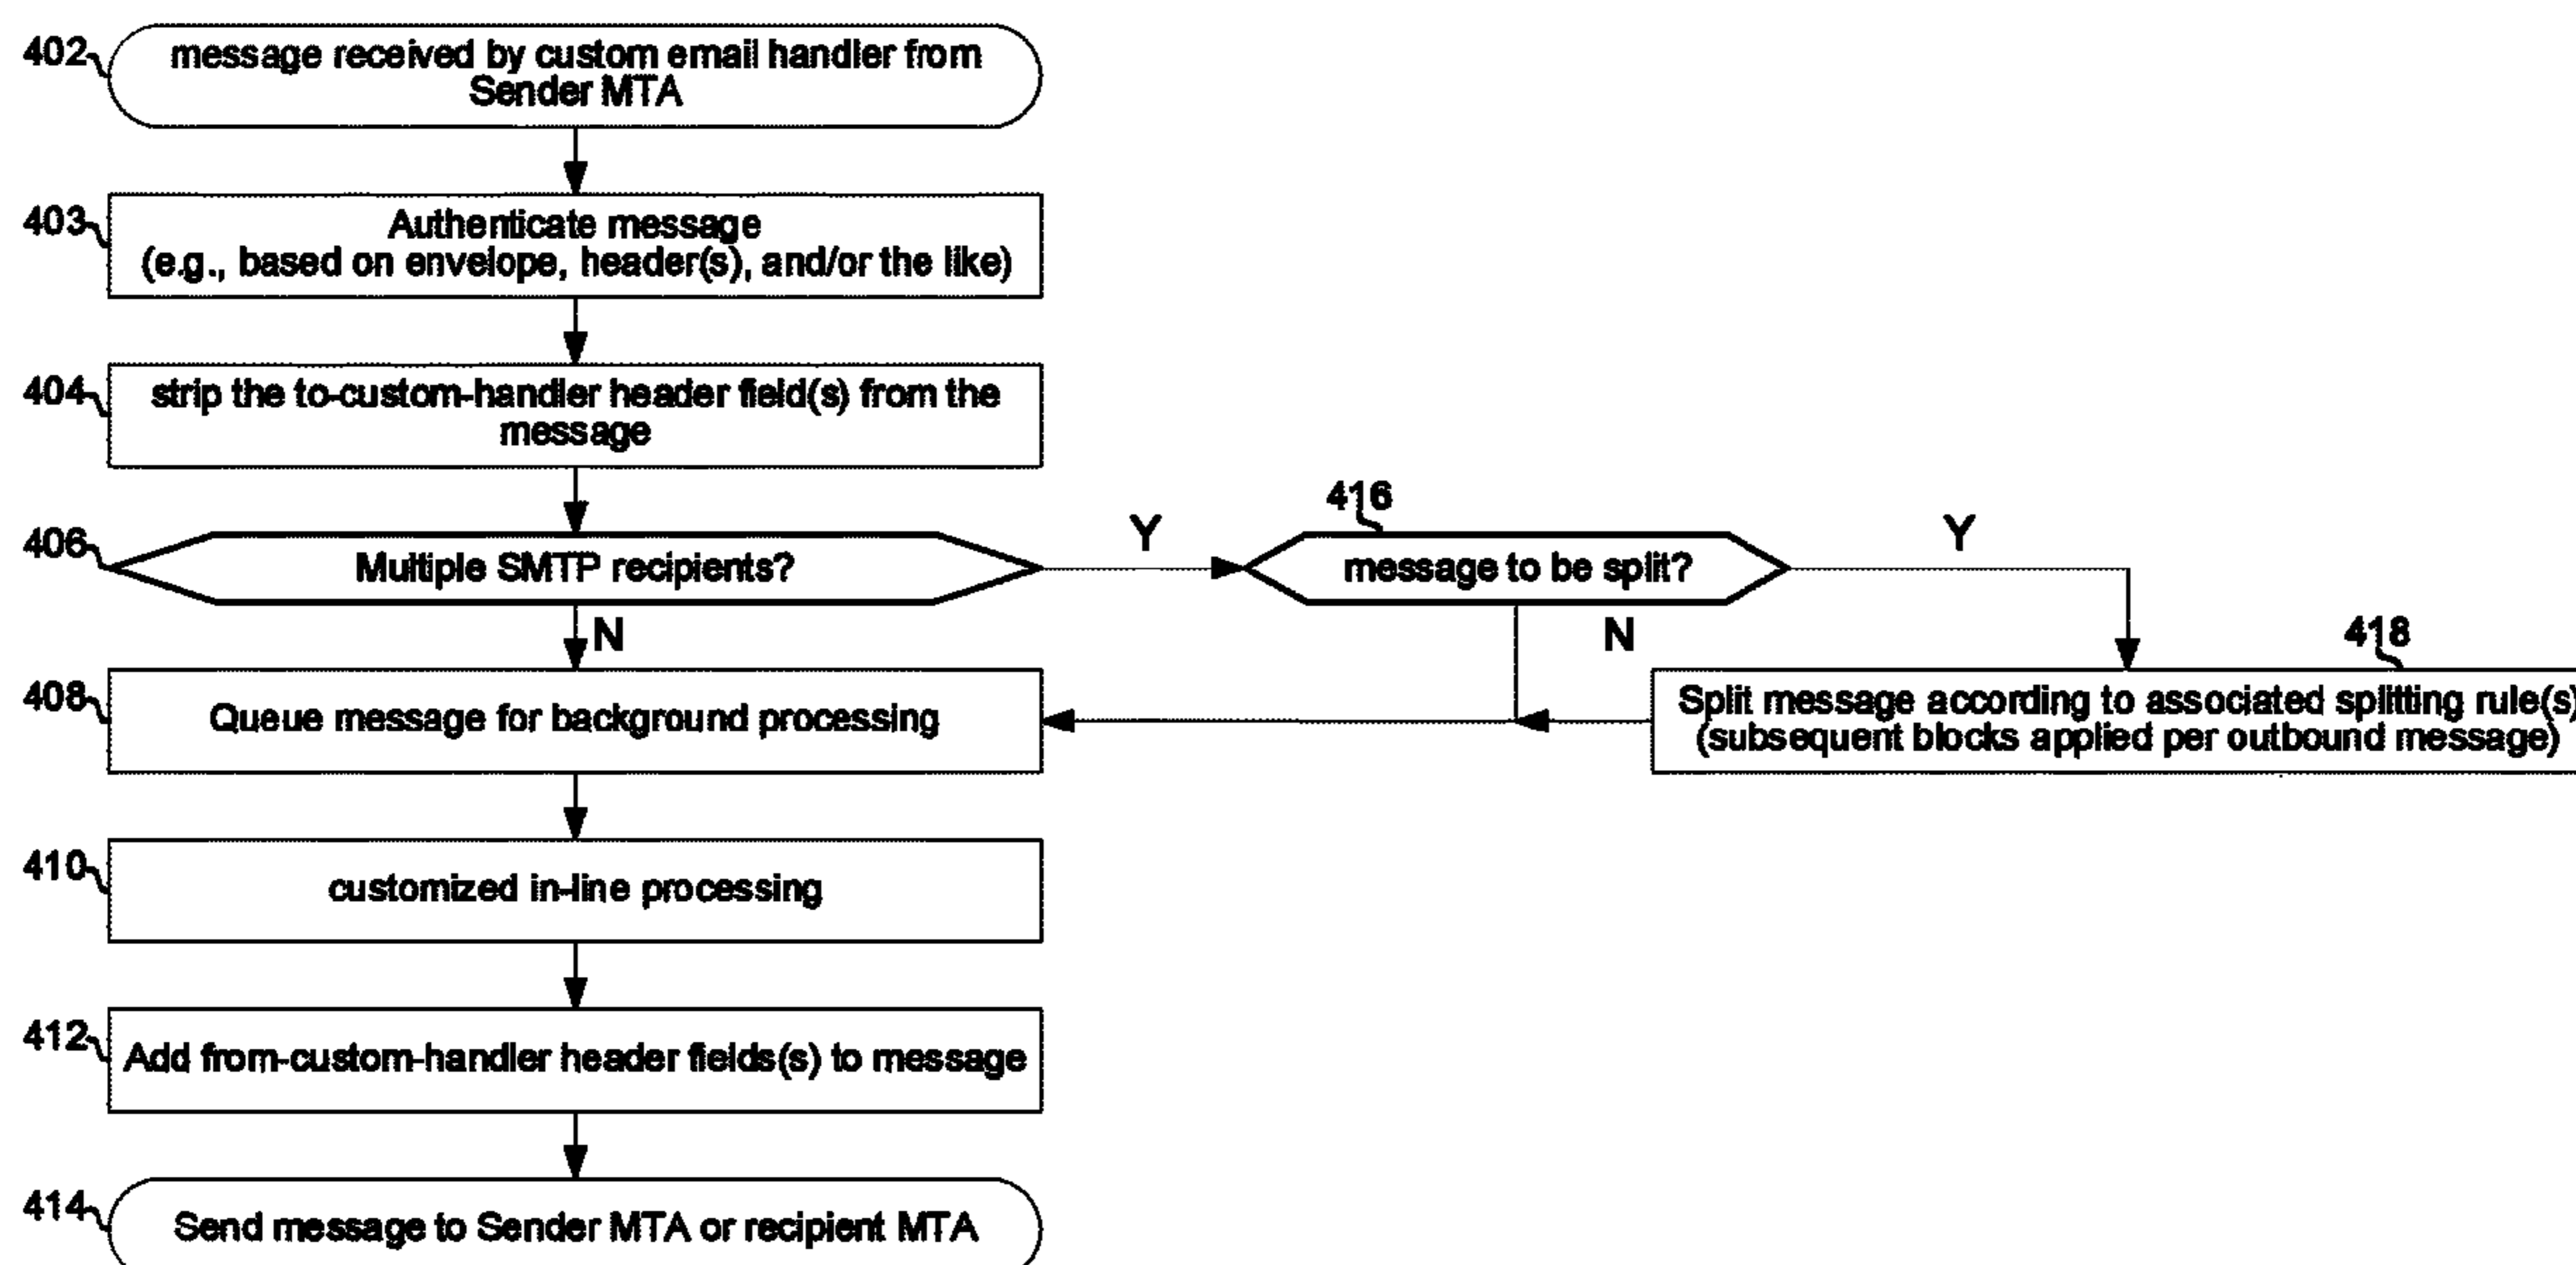 402
message received by custom email handler from
Sender MTA
403
Authenticate message
(e.g., based on envelope, header(s), and/or the like)
404
strip the to-custom-handler header field(s) from the
message
406
Multiple SMTP recipients?
Y
416
message to be split?
Y
N
N
418
408
Queue message for background processing
Split message according to associated splitting rule(s)
(subsequent blocks applied per outbound message)
410
customized in-line processing
412
Add from-custom-handler header fields(s) to message
414
Send message to Sender MTA or recipient MTA